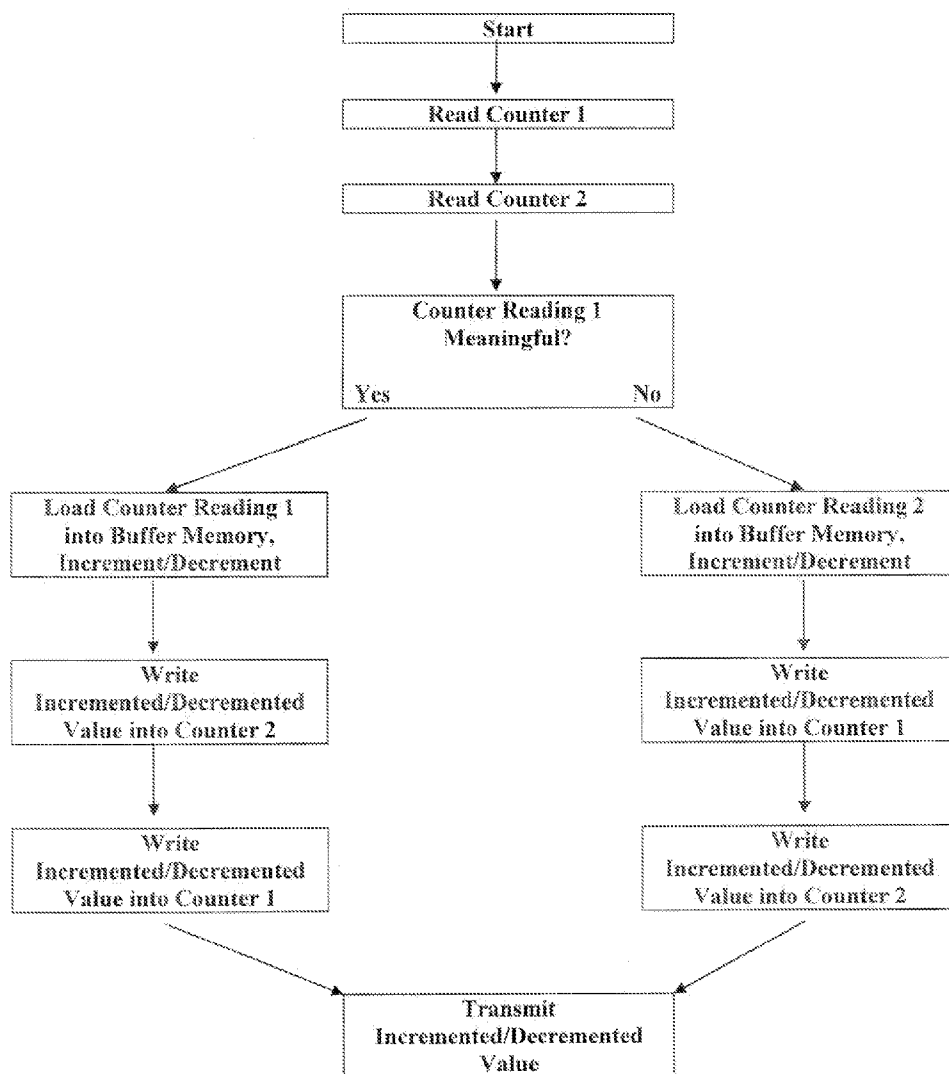 Start
Read Counter 1
Read Counter 2
Counter Reading 1
Meaningful?
Yes
No
Load Counter Reading 1
into Buffer Memory,
Increment/Decrement
Load Counter Reading 2
into Buffer Memory,
Increment/Decrement
Write
Incremented/Decremented
Value into Counter 2
Write
Incremented/Decremented
Value into Counter 1
Write
Incremented/Decremented
Value into Counter 1
Write
Incremented/Decremented
Value into Counter 2
Transmit
Incremented/Decremented
Value